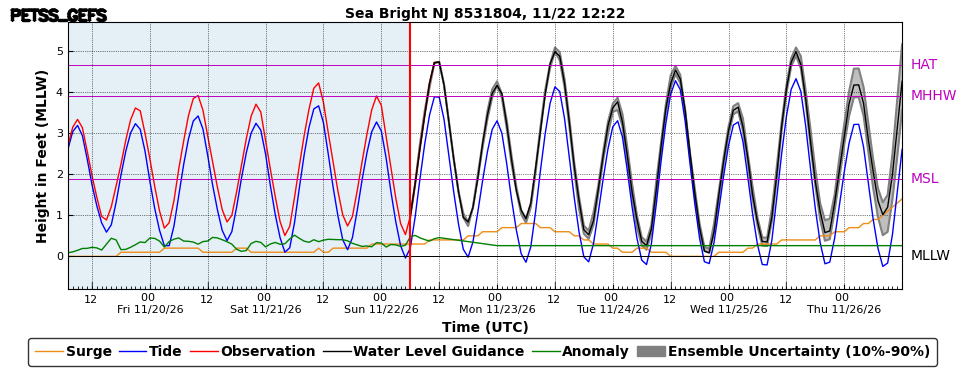 PETSS_GEFS
Sea Bright NJ 8531804, 11/22 12:22
Height in Feet (MLLW)
5
4
3
2
1
0
HAT
MHHW
MSL
MLLW
12 00 12 00 12 00 12 00 12 00 12 00 12 00
Fri 11/20/26 Sat 11/21/26 Sun 11/22/26 Mon 11/23/26 Tue 11/24/26 Wed 11/25/26 Thu 11/26/26
Time (UTC)
Surge Tide Observation Water Level Guidance Anomaly Ensemble Uncertainty (10%-90%)